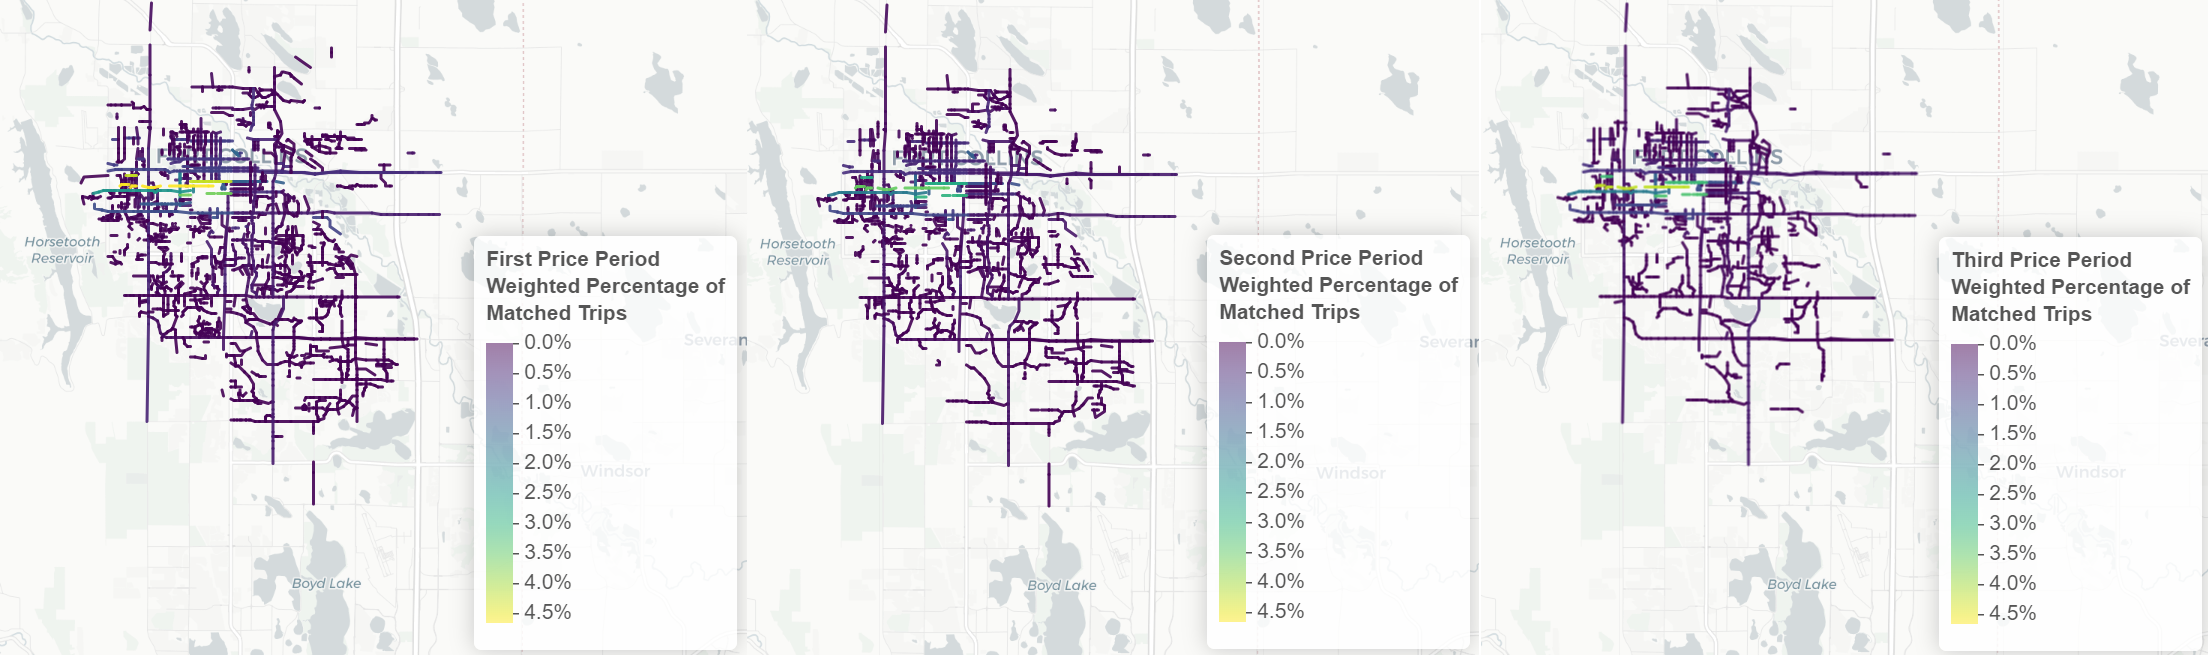 FORT COLLINS
Horsetooth
Reservoir
Severan
Windsor
Boyd Lake
First Price Period
Weighted Percentage of
Matched Trips
0.0%
0.5%
1.0%
1.5%
2.0%
2.5%
3.0%
3.5%
4.0%
4.5%
COLLINS
Horsetooth
Reservoir
Severan
Windsor
Boyd Lake
Second Price Period
Weighted Percentage of
Matched Trips
0.0%
0.5%
1.0%
1.5%
2.0%
2.5%
3.0%
3.5%
4.0%
4.5%
COLLINS
Horsetooth
Reservoir
Severa
Windsor
Boyd Lake
Third Price Period
Weighted Percentage of
Matched Trips
0.0%
0.5%
1.0%
1.5%
2.0%
2.5%
3.0%
3.5%
4.0%
4.5%